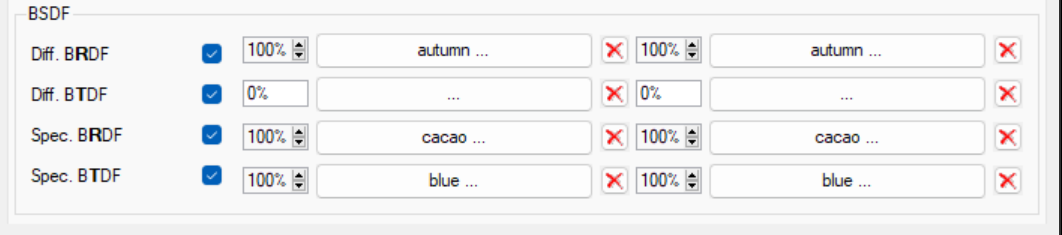 BSDF
Diff. BRDF 100% autumn ... 100% autumn ...
Diff. BTDF 0% ... 0% ...
Spec. BRDF 100% cacao ... 100% cacao ...
Spec. BTDF 100% blue ... 100% blue ...